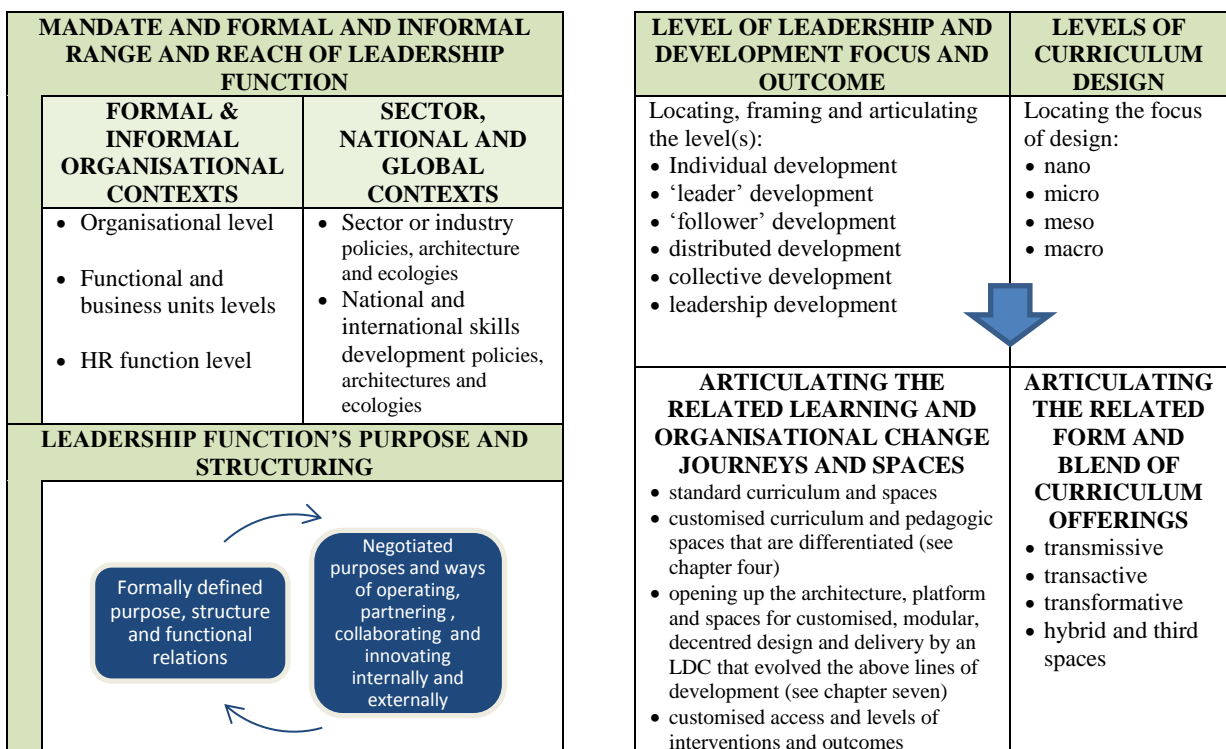 MANDATE AND FORMAL AND INFORMAL
RANGE AND REACH OF LEADERSHIP
FUNCTION
FORMAL &
INFORMAL
ORGANISATIONAL
CONTEXTS
SECTOR,
NATIONAL AND
GLOBAL
CONTEXTS
• Organisational level
• Functional and
business units levels
• HR function level
• Sector or industry
policies, architecture
and ecologies
• National and
international skills
development policies,
architectures and
ecologies
LEADERSHIP FUNCTION’S PURPOSE AND
STRUCTURING
Formally defined
purpose, structure
and functional
relations
Negotiated
purposes and ways
of operating,
partnering ,
collaborating and
innovating
internally and
externally
LEVEL OF LEADERSHIP AND
DEVELOPMENT FOCUS AND
OUTCOME
LEVELS OF
CURRICULUM
DESIGN
Locating, framing and articulating
the level(s):
• Individual development
• ‘leader’ development
• ‘follower’ development
• distributed development
• collective development
• leadership development
Locating the focus
of design:
• nano
• micro
• meso
• macro
ARTICULATING THE
RELATED LEARNING AND
ORGANISATIONAL CHANGE
JOURNEYS AND SPACES
• standard curriculum and spaces
• customised curriculum and pedagogic
spaces that are differentiated (see
chapter four)
• opening up the architecture, platform
and spaces for customised, modular,
decentred design and delivery by an
LDC that evolved the above lines of
development (see chapter seven)
• customised access and levels of
interventions and outcomes
ARTICULATING
THE RELATED
FORM AND
BLEND OF
CURRICULUM
OFFERINGS
• transmissive
• transactive
• transformative
• hybrid and third
spaces